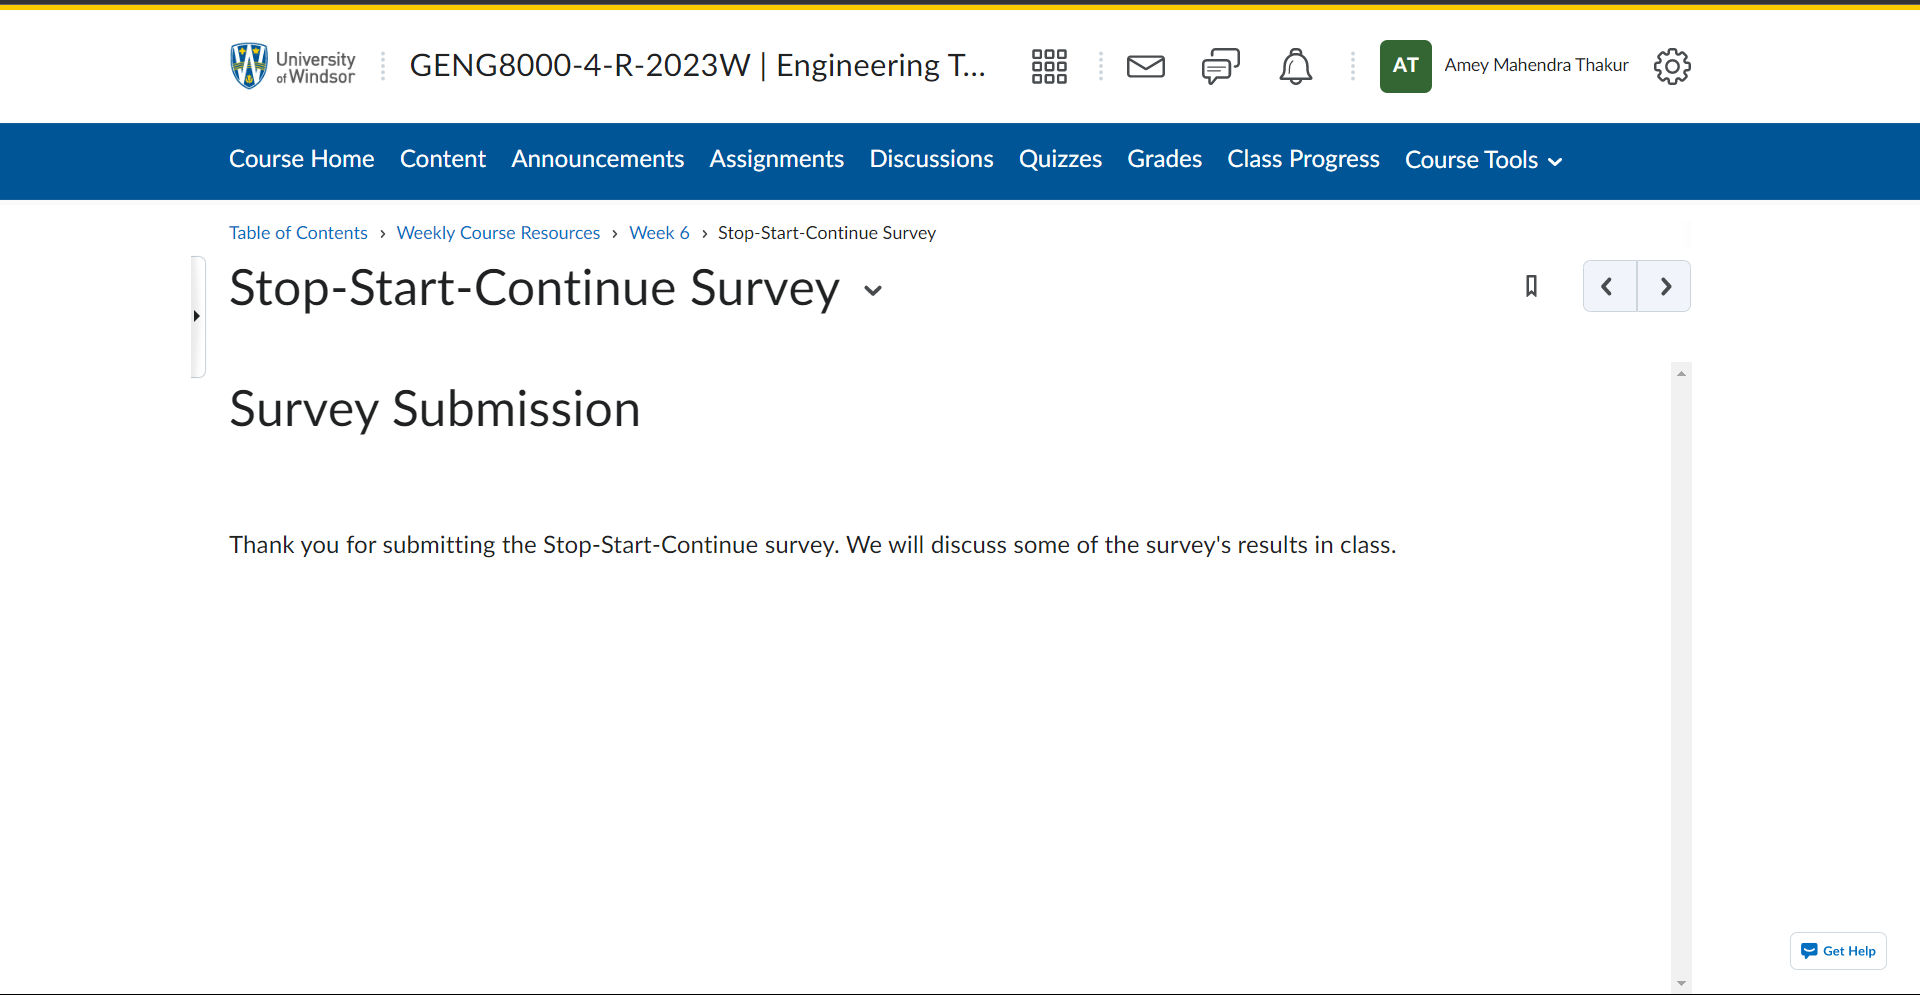 University
of Windsor
GENG8000-4-R-2023W | Engineering T...
AT
Amey Mahendra Thakur
Course Home Content Announcements Assignments Discussions Quizzes Grades Class Progress Course Tools
Table of Contents › Weekly Course Resources › Week 6 › Stop-Start-Continue Survey
Stop-Start-Continue Survey
Survey Submission
Thank you for submitting the Stop-Start-Continue survey. We will discuss some of the survey's results in class.
Get Help